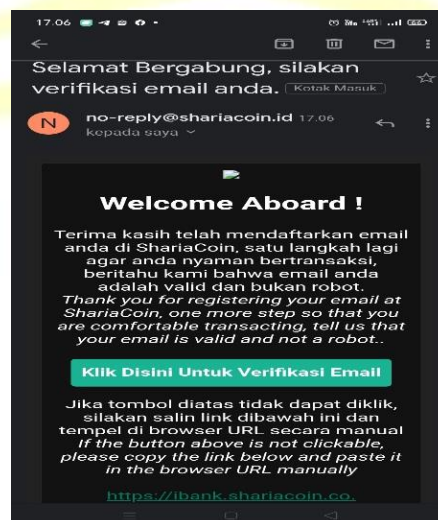 17.06
Selamat Bergabung, silakan
verifikasi email anda. Kotak Masuk
N
no-reply@shariacoin.id 17.06
kepada saya
Welcome Aboard !
Terima kasih telah mendaftarkan email
anda di ShariaCoin, satu langkah lagi
agar anda nyaman bertransaksi,
beritahu kami bahwa email anda
adalah valid dan bukan robot.
Thank you for registering your email at
ShariaCoin, one more step so that you
are comfortable transacting, tell us that
your email is valid and not a robot..
Klik Disini Untuk Verifikasi Email
Jika tombol diatas tidak dapat diklik,
silakan salin link dibawah ini dan
tempel di browser URL secara manual
If the button above is not clickable,
please copy the link below and paste it
in the browser URL manually
https://ibank.shariacoin.co.